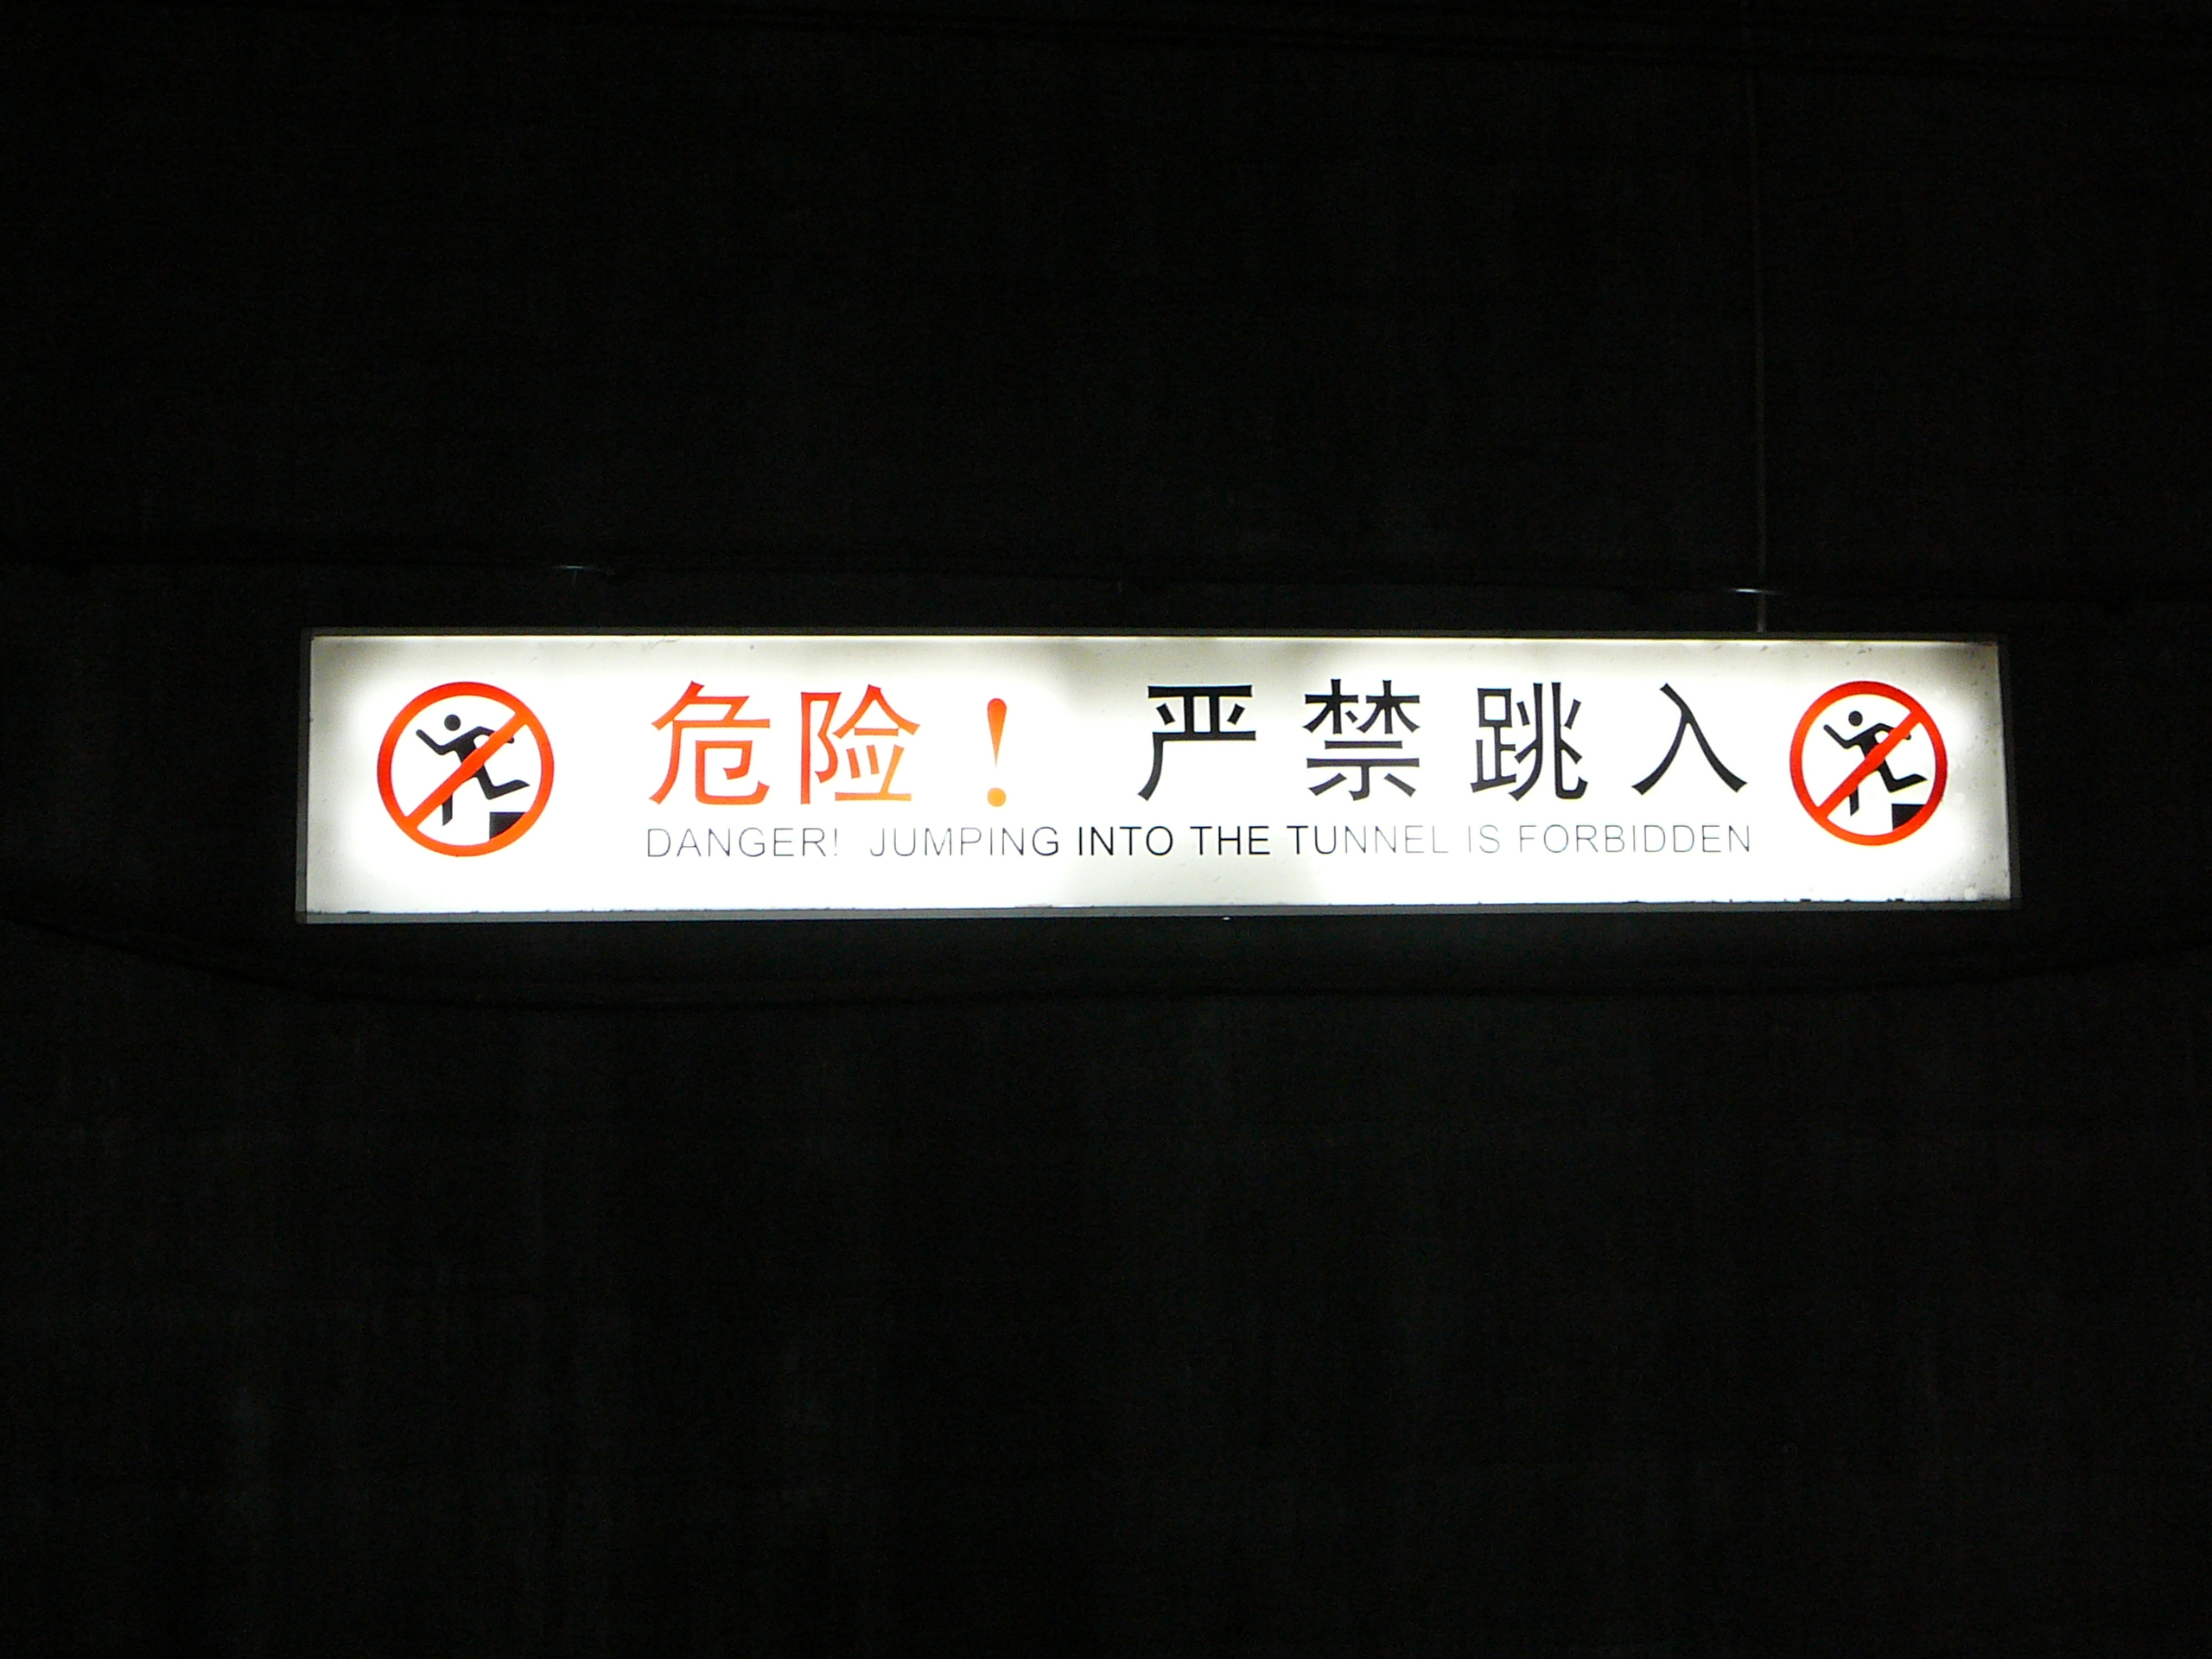 危险！ 严禁跳入
DANGER! JUMPING INTO THE TUNNEL IS FORBIDDEN